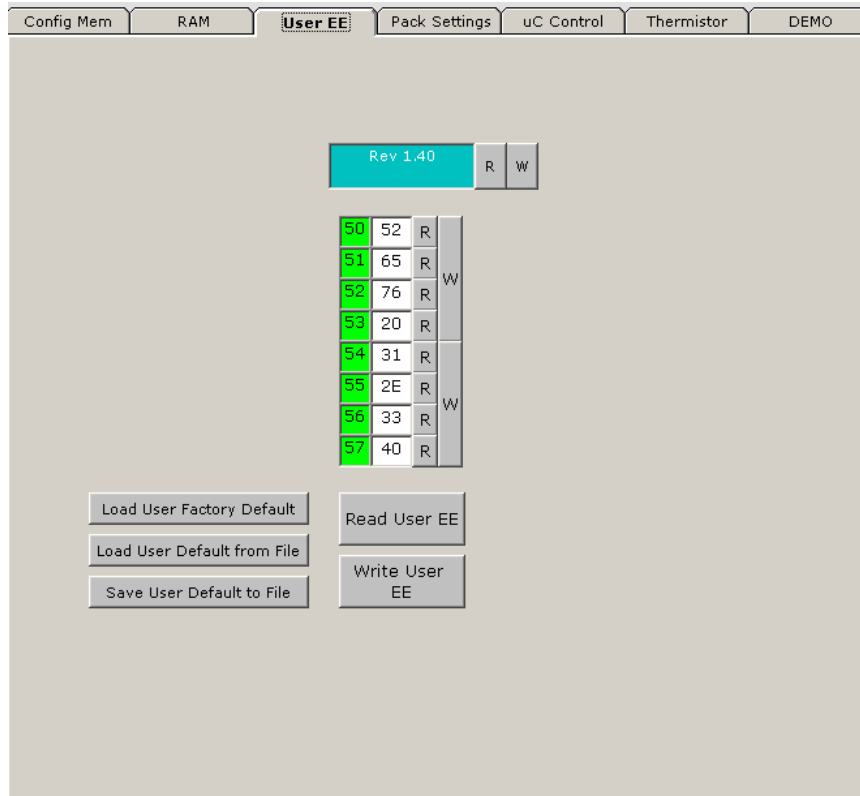 Config Mem RAM User EE Pack Settings uC Control Thermistor DEMO
Rev 1.40 R W
50 52 R
51 65 R
W
52 76 R
53 20 R
54 31 R
55 2E R
W
56 33 R
57 40 R
Load User Factory Default
Load User Default from File
Save User Default to File
Read User EE
Write User
EE